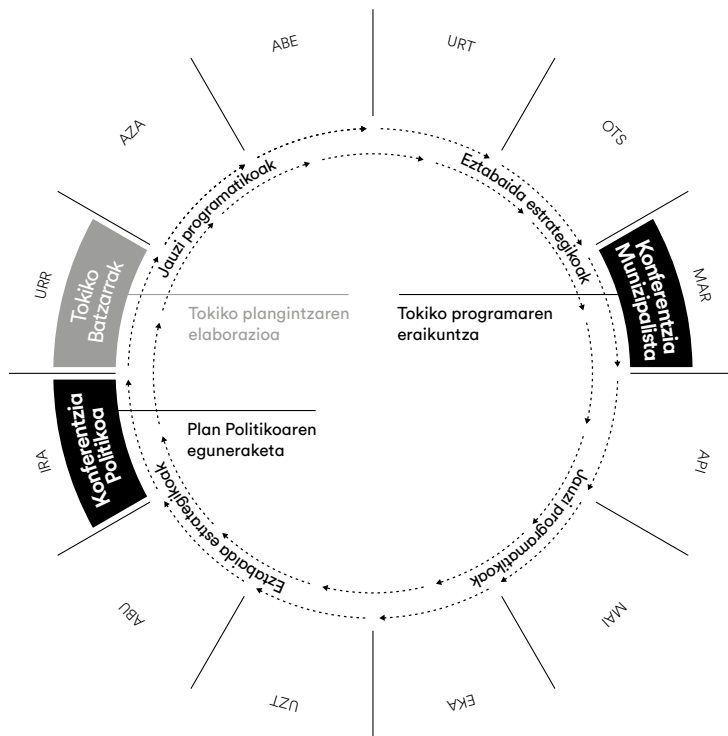 ABE
URT
AZA
OTS
Jauzi programatikoak
Eztabaida estrategikoak
URR
Tokiko
Batzarrak
Konferentzia
Munizipalista
MAR
Tokiko plangintzaren
elaborazioa
Tokiko programaren
eraikuntza
IRA
Konferentzia
Politikoa
Plan Politikoaren
eguneraketa
API
Eztabaida estrategikoak
Jauzi programatikoak
ABU
MAI
UZT
EKA